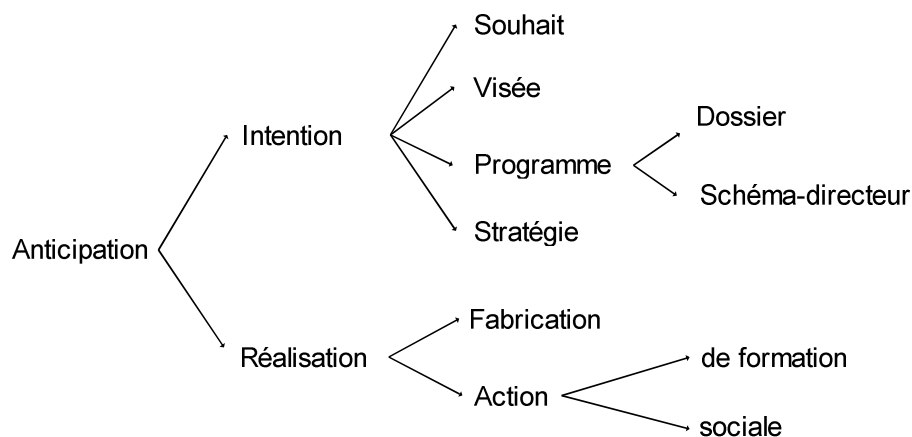 Souhait
Visée
Dossier
Intention
Programme
Schéma-directeur
Stratégie
Anticipation
Fabrication
Réalisation
de formation
Action
sociale